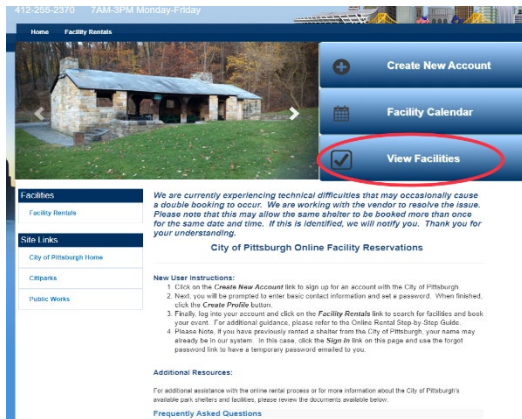 412-255-2370 7AM-3PM Monday-Friday
Home Facility Rentals
Create New Account
Facility Calendar
View Facilities
Facilities
Facility Rentals
Site Links
City of Pittsburgh Home
Citiparks
Public Works
We are currently experiencing technical difficulties that may occasionally cause
a double booking to occur. We are working with the vendor to resolve the issue.
Please note that this may allow the same shelter to be booked more than once
for the same date and time. If this is identified, we will notify you. Thank you for
your understanding.
City of Pittsburgh Online Facility Reservations
New User Instructions:
1. Click on the Create New Account link to sign up for an account with the City of Pittsburgh.
2. Next, you will be prompted to enter basic contact information and set a password. When finished,
click the Create Profile button.
3. Finally, log into your account and click on the Facility Rentals link to search for facilities and book
your event. For additional guidance, please refer to the Online Rental Step-by-Step Guide.
4. Please Note, If you have previously rented a shelter from the City of Pittsburgh, your name may
already be in our system. In this case, click the Sign In link on this page and use the forgot
password link to have a temporary password emailed to you.
Additional Resources:
For additional assistance with the online rental process or for more information about the City of Pittsburgh's
available park shelters and facilities, please review the documents available below.
Frequently Asked Questions